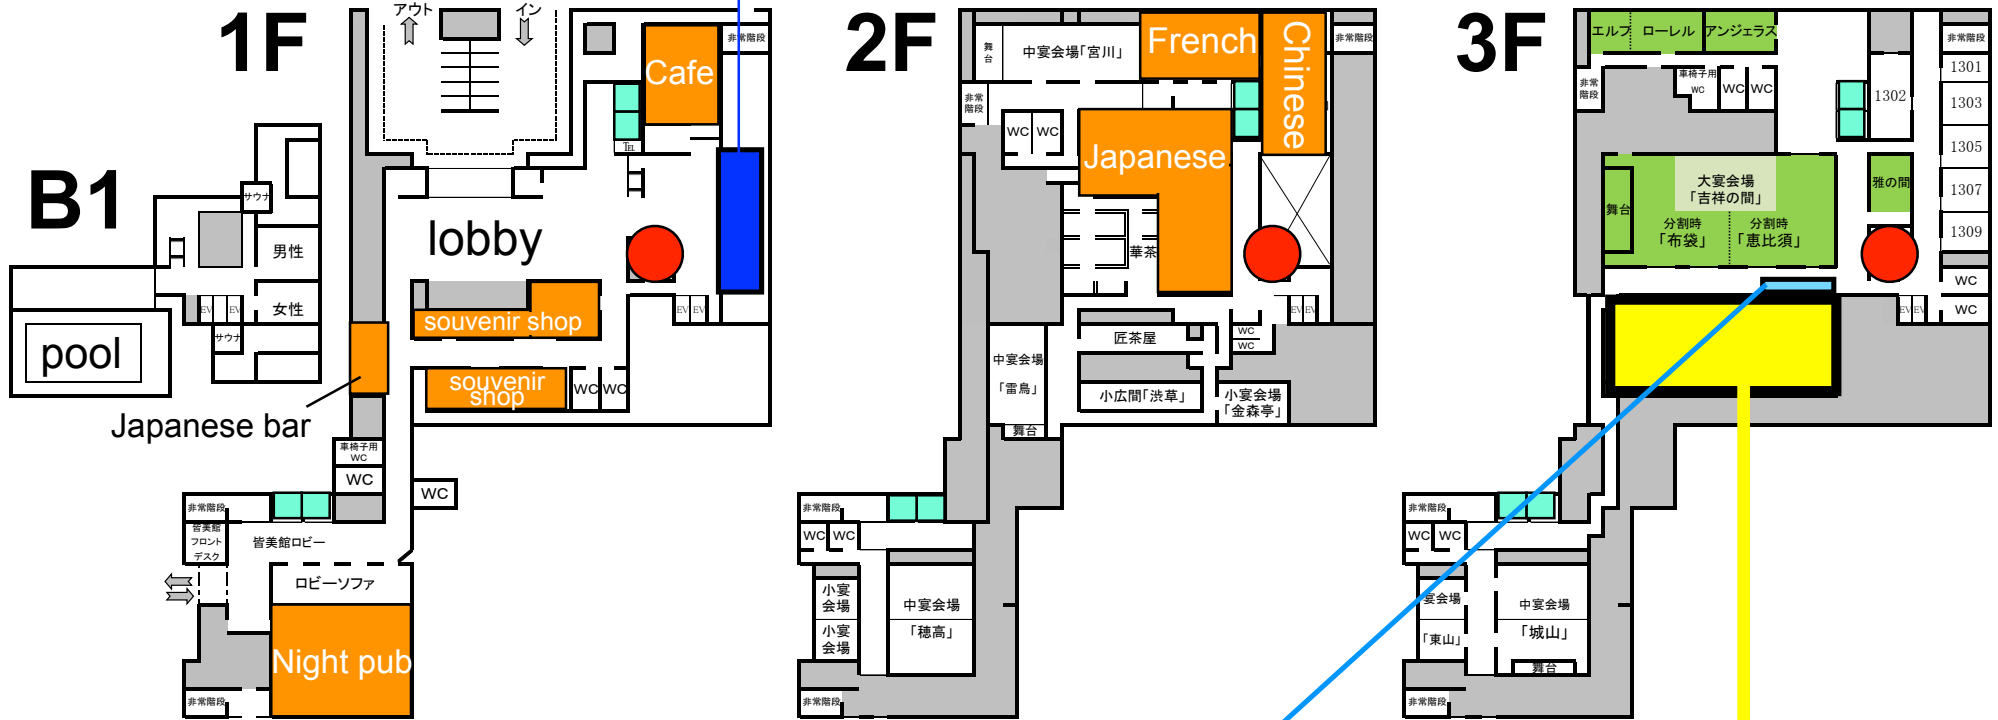 1F
アウト
イン
非常階段
Cafe
TEL
B1
サウナ
男性
女性
EV
EV
サウナ
pool
lobby
souvenir shop
EV
EV
souvenir
shop
WC
WC
Japanese bar
車椅子用
WC
WC
WC
非常階段
皆美館
フロント
デスク
皆美館ロビー
ロビーソファ
Night pub
非常階段
2F
舞台
中宴会場「宮川」
French
Chinese
非常階段
非常
階段
WC
WC
Japanese
華茶
EV
EV
匠茶屋
WC
WC
中宴会場
「雷鳥」
小広間「渋草」
小宴会場
「金森亭」
舞台
非常階段
WC
WC
小宴
会場
小宴
会場
中宴会場
「穂高」
非常階段
3F
エルフ
ローレル
アンジェラス
非常階段
非常
階段
車椅子用
WC
WC
WC
1302
1301
1303
1305
1307
1309
大宴会場
「吉祥の間」
舞台
分割時
「布袋」
分割時
「恵比須」
雅の間
WC
WC
EV
EV
非常階段
WC
WC
宴会場
「東山」
中宴会場
「城山」
舞台
非常階段